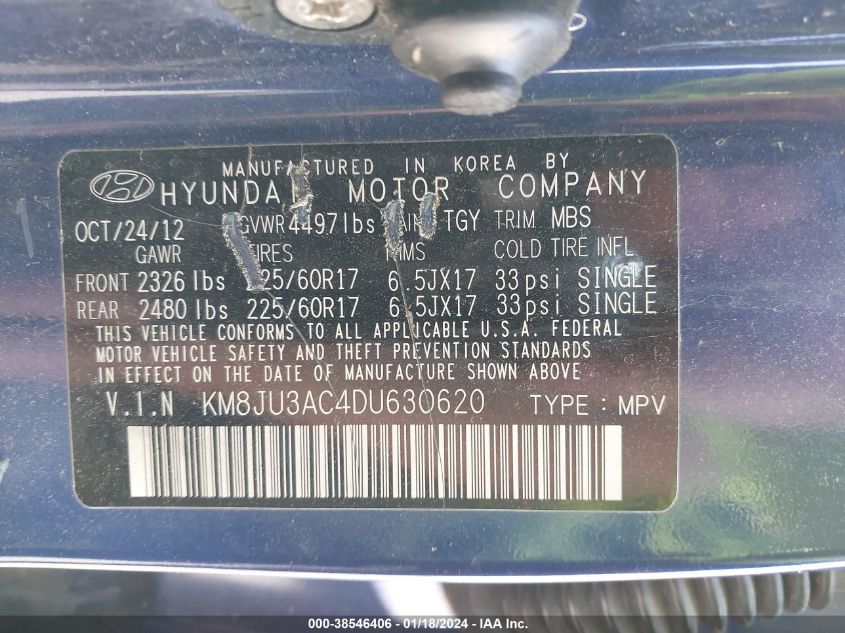 MANUFACTURED IN KOREA BY
HYUNDAI MOTOR COMPANY
OCT/24/12 GVWR 4497lbs TGY TRIM MBS
GAWR TIRES RIMS COLD TIRE INFL
FRONT 2326 lbs 225/60R17 6.5JX17 33psi SINGLE
REAR 2480 lbs 225/60R17 6.5JX17 33psi SINGLE
THIS VEHICLE CONFORMS TO ALL APPLICABLE U.S.A. FEDERAL
MOTOR VEHICLE SAFETY AND THEFT PREVENTION STANDARDS
IN EFFECT ON THE DATE OF MANUFACTURE SHOWN ABOVE
V.I.N KM8JU3AC4DU630620 TYPE : MPV
000-38546406 - 01/18/2024 - IAA Inc.